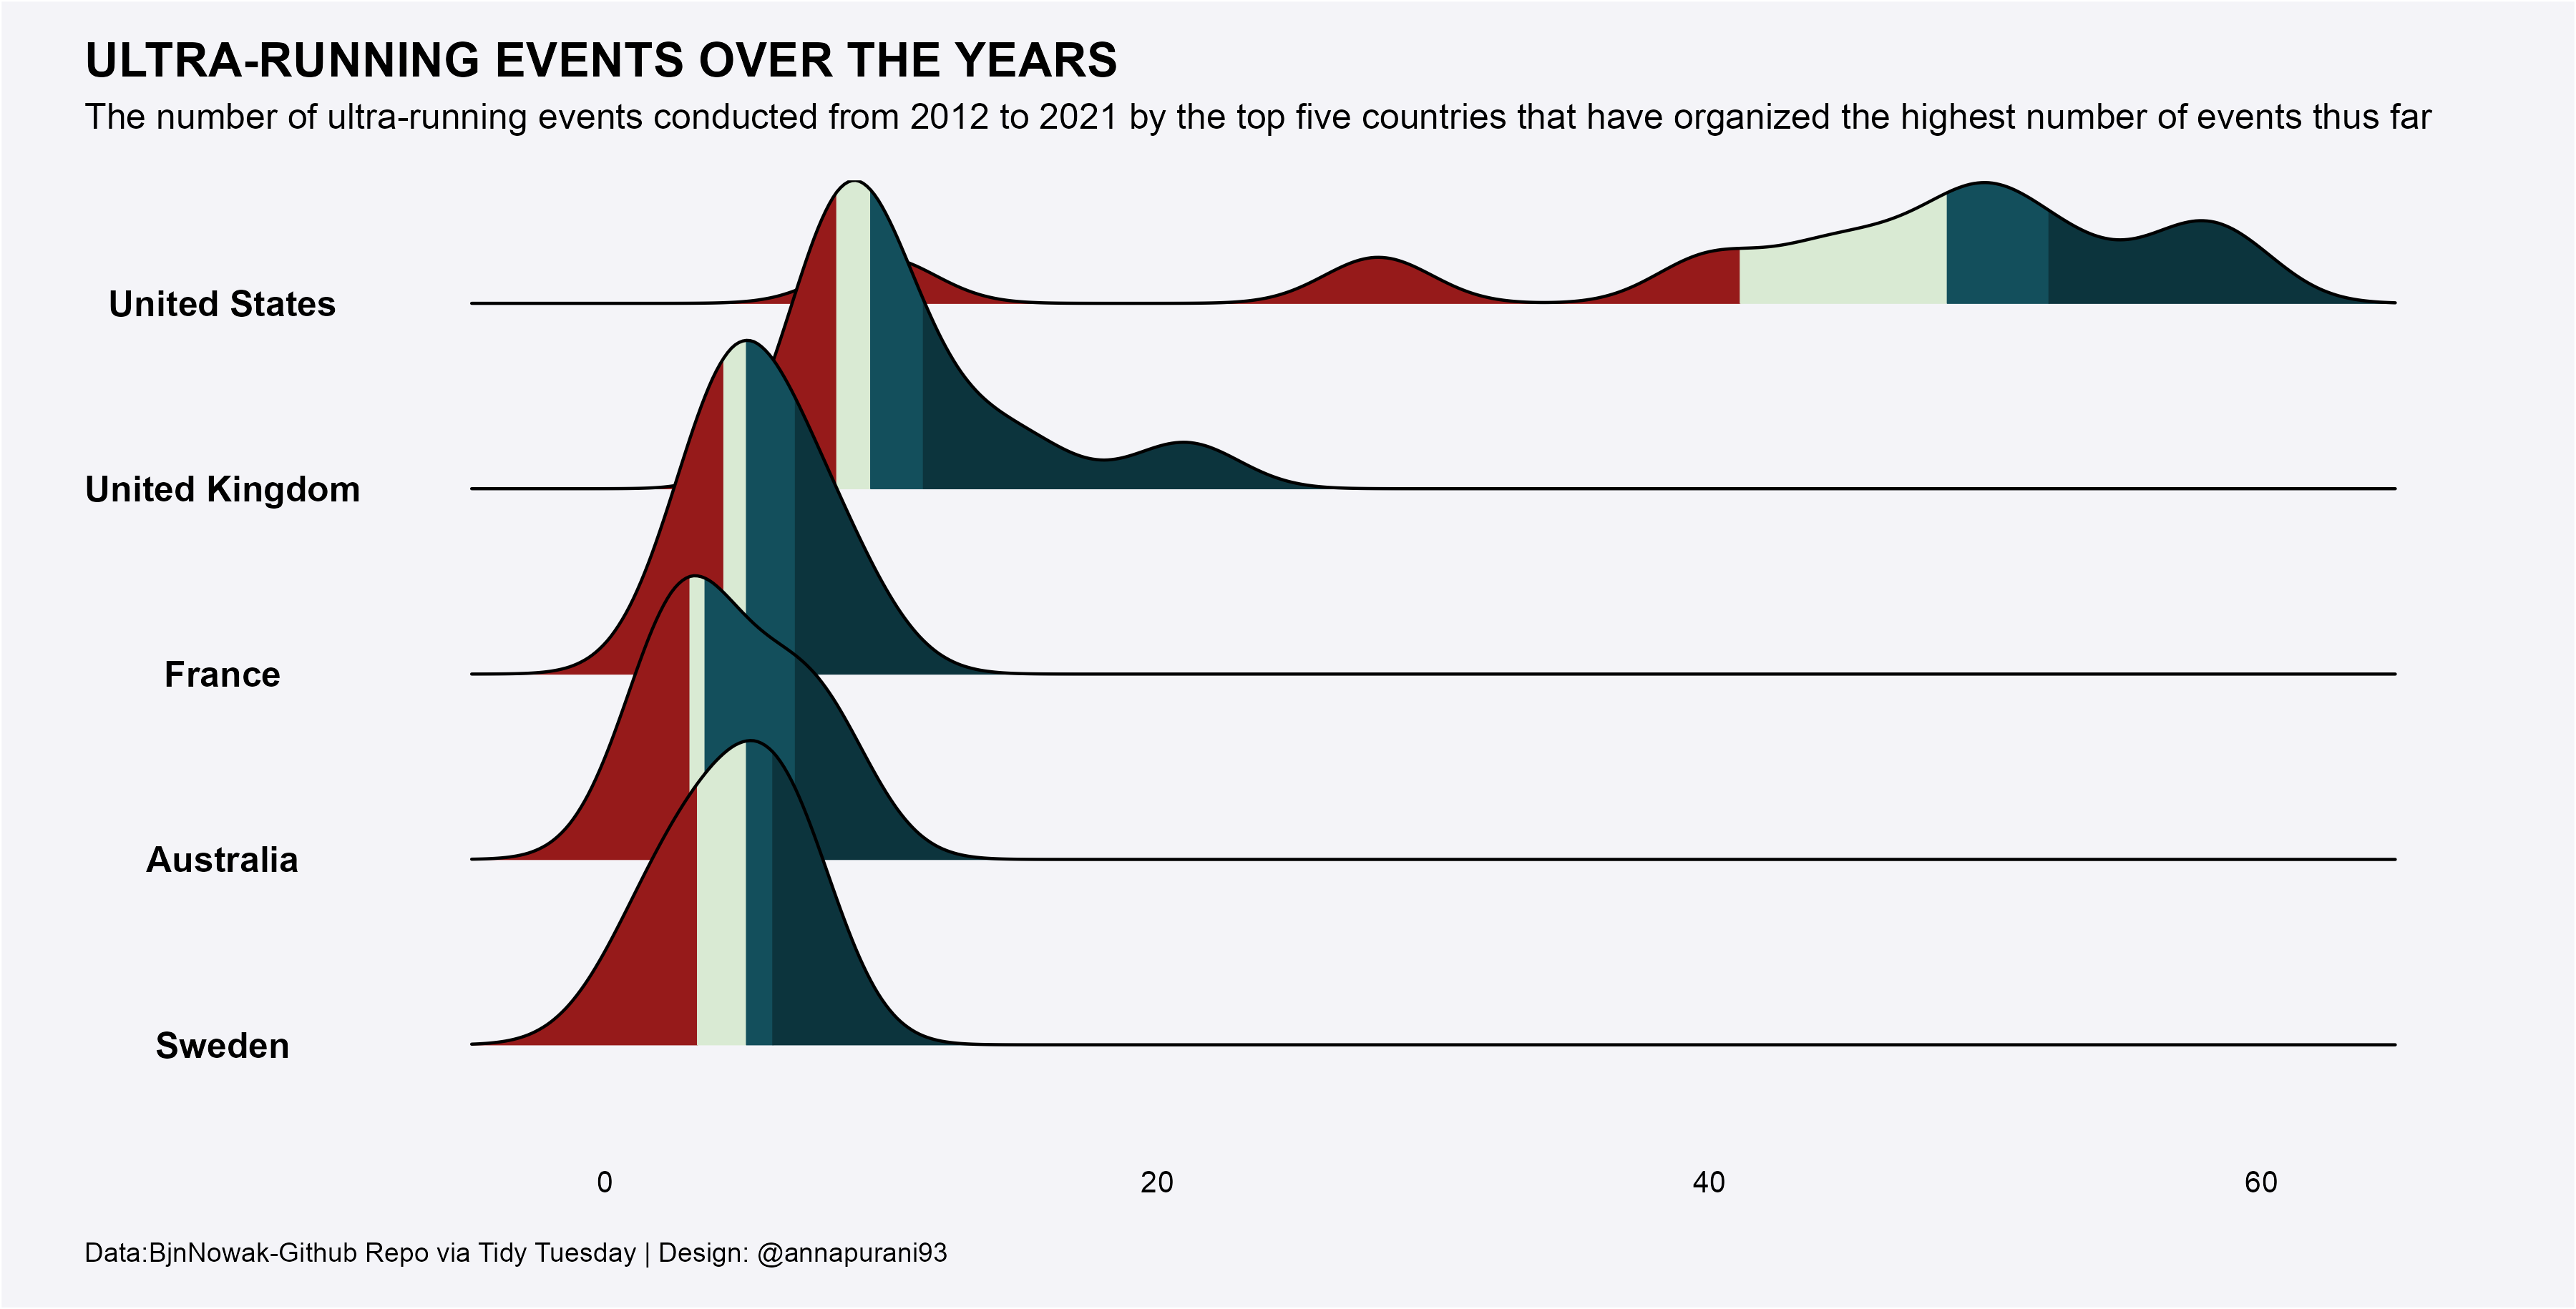 ULTRA-RUNNING EVENTS OVER THE YEARS
The number of ultra-running events conducted from 2012 to 2021 by the top five countries that have organized the highest number of events thus far
United States
United Kingdom
France
Australia
Sweden
0 20 40 60
Data:BjnNowak-Github Repo via Tidy Tuesday | Design: @annapurani93